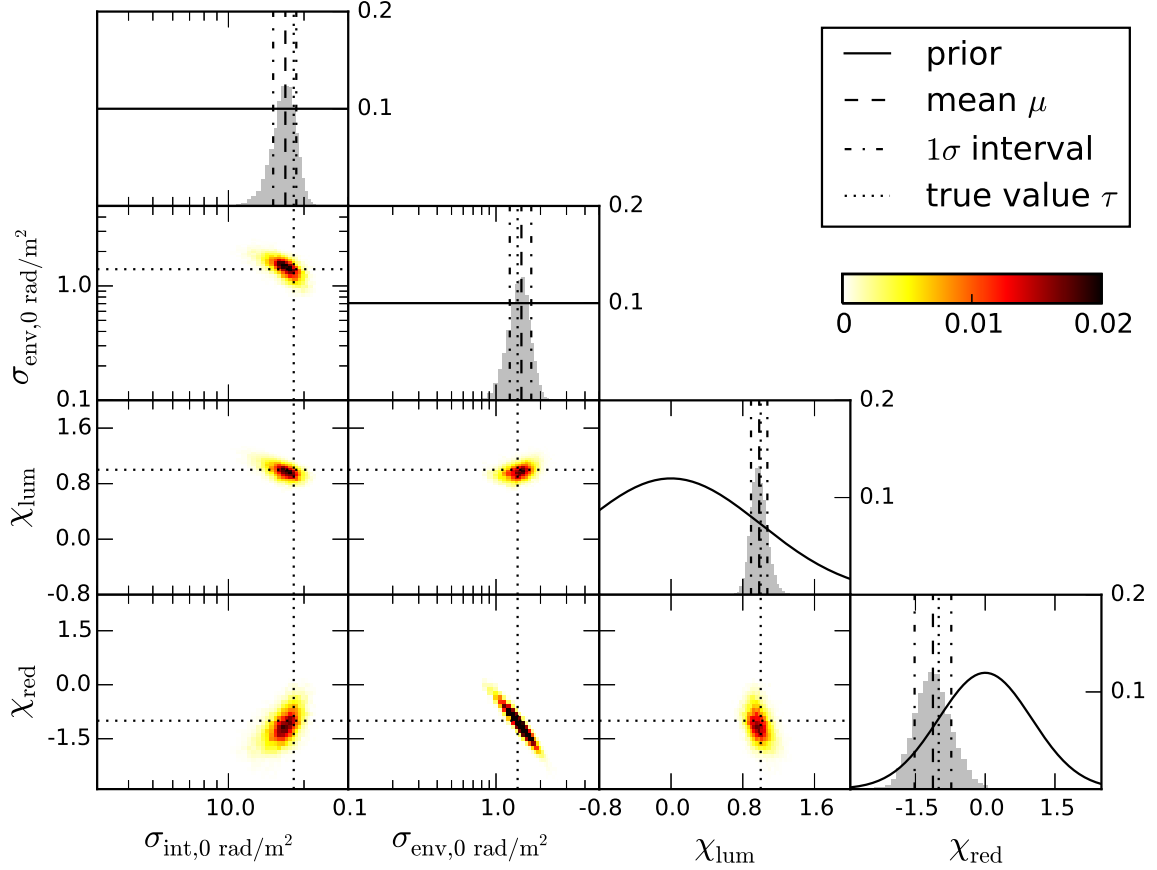 0.2
0.1
prior
mean μ
1σ interval
true value τ
σenv,0 rad/m²
1.0
0.1
0.2
0.1
0 0.01 0.02
χlum
1.6
0.8
0.0
-0.8
0.2
0.1
χred
1.5
0.0
-1.5
0.2
0.1
10.0 0.1 1.0 -0.8 0.0 0.8 1.6 -1.5 0.0 1.5
σint,0 rad/m² σenv,0 rad/m² χlum χred